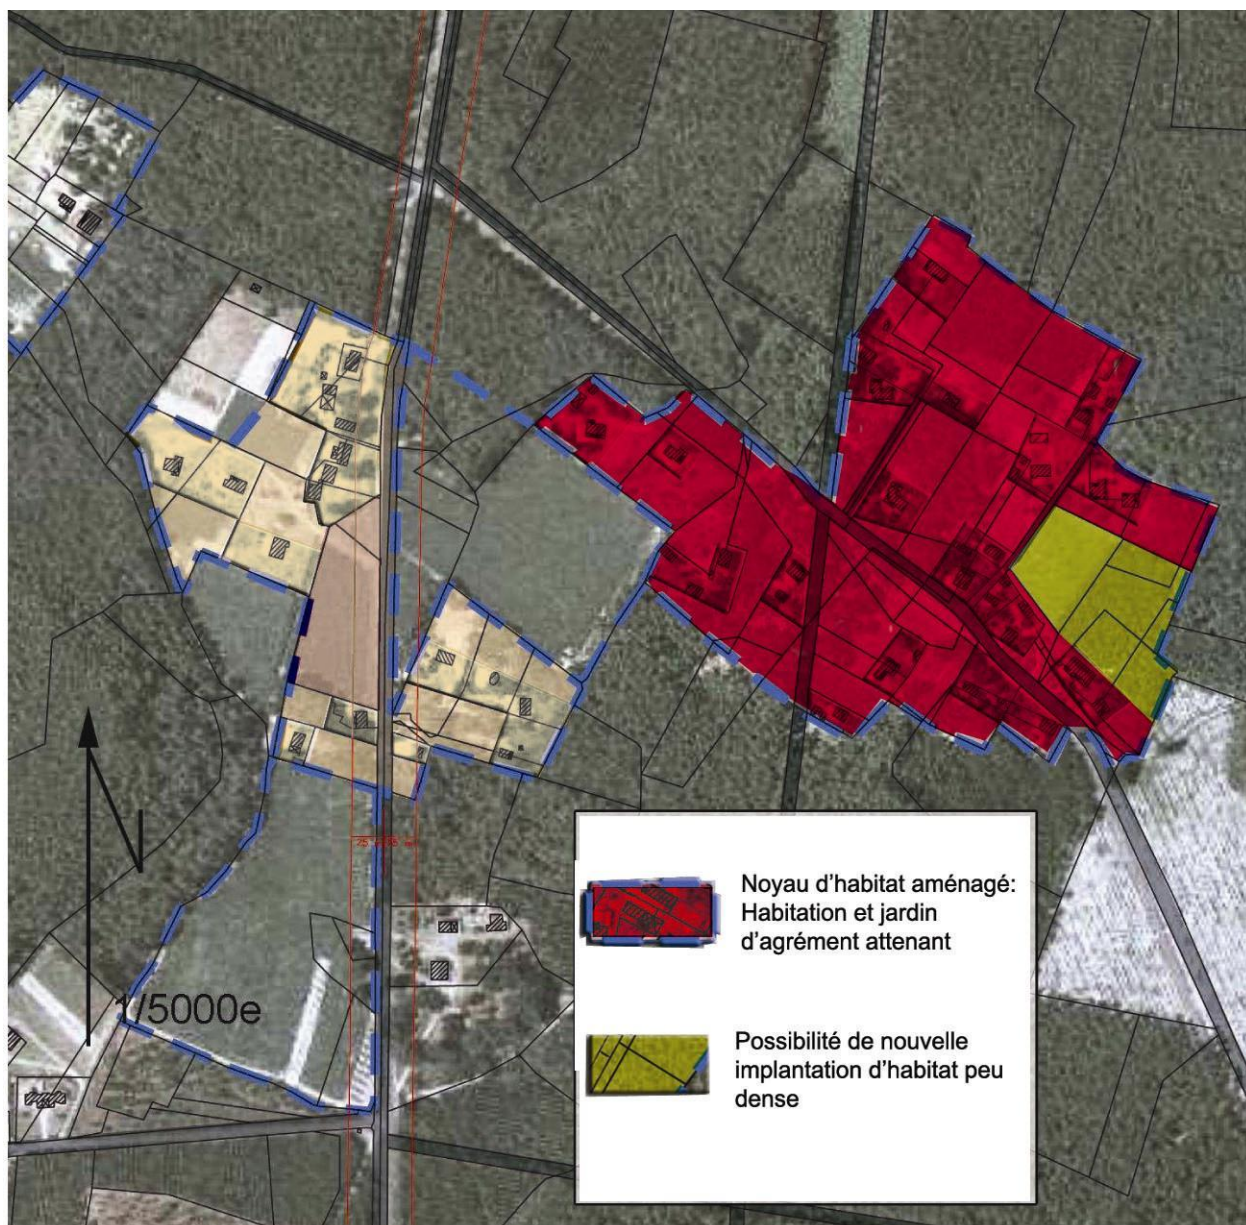 1/5000e
Noyau d'habitat aménagé:
Habitation et jardin
d'agrément attenant
Possibilité de nouvelle
implantation d'habitat peu
dense